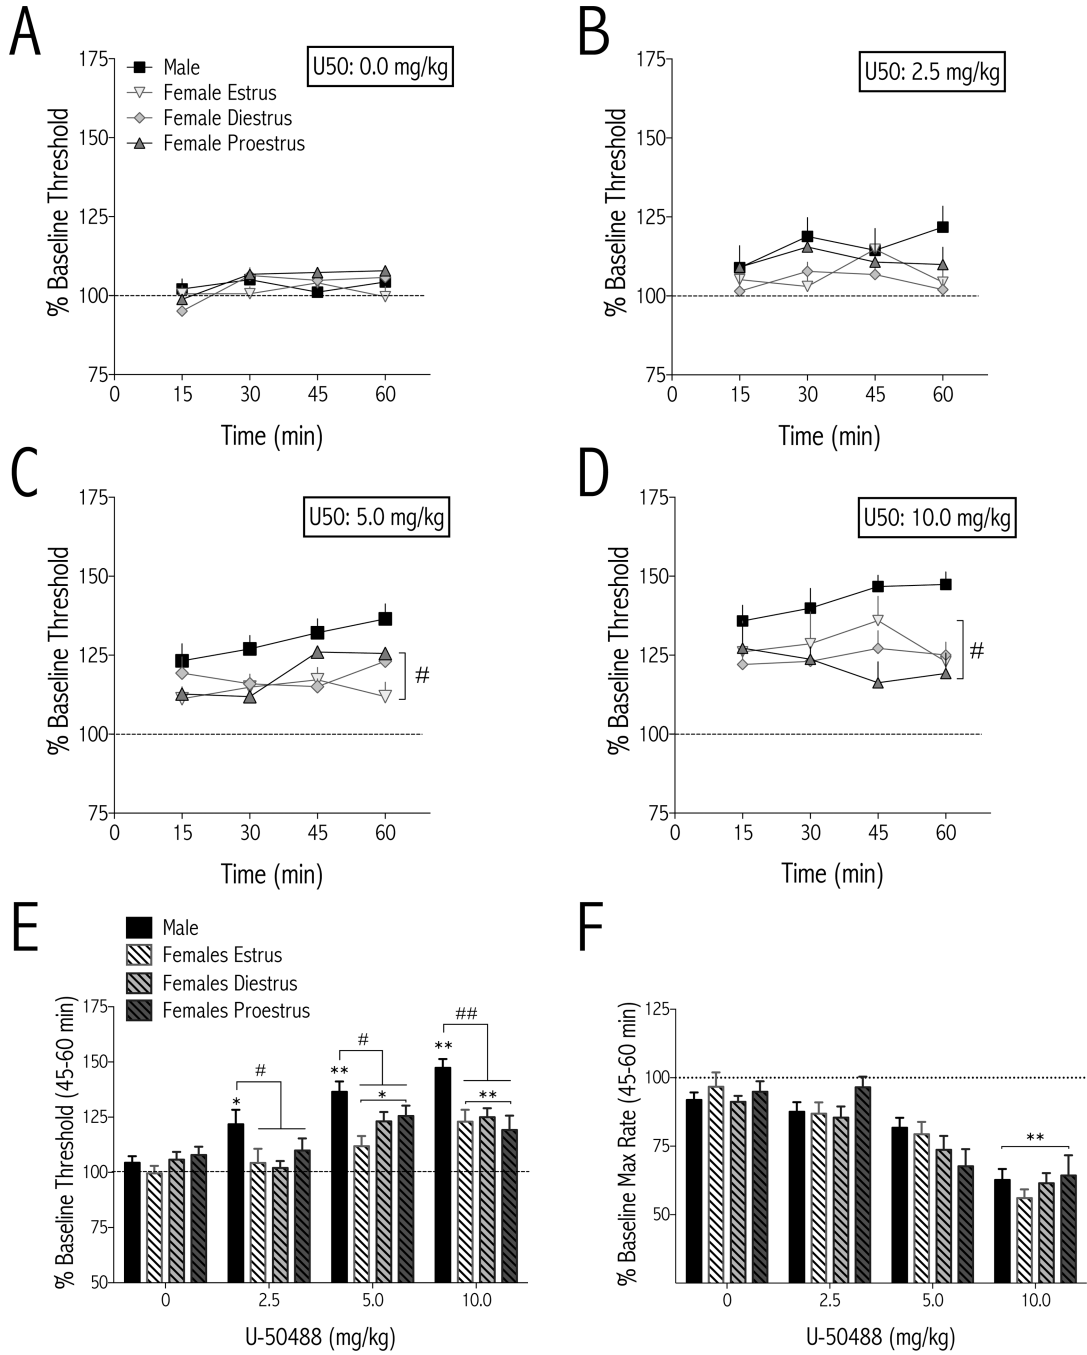 A
U50: 0.0 mg/kg
Male
Female Estrus
Female Diestrus
Female Proestrus
% Baseline Threshold
175
150
125
100
75
0 15 30 45 60
Time (min)
B
U50: 2.5 mg/kg
% Baseline Threshold
175
150
125
100
75
0 15 30 45 60
Time (min)
C
U50: 5.0 mg/kg
% Baseline Threshold
175
150
125
100
75
#
0 15 30 45 60
Time (min)
D
U50: 10.0 mg/kg
% Baseline Threshold
175
150
125
100
75
#
0 15 30 45 60
Time (min)
E
Male
Females Estrus
Females Diestrus
Females Proestrus
% Baseline Threshold (45-60 min)
175
150
125
100
75
50
#
*
#
**
*
##
**
**
0 2.5 5.0 10.0
U-50488 (mg/kg)
F
% Baseline Max Rate (45-60 min)
125
100
75
50
**
0 2.5 5.0 10.0
U-50488 (mg/kg)